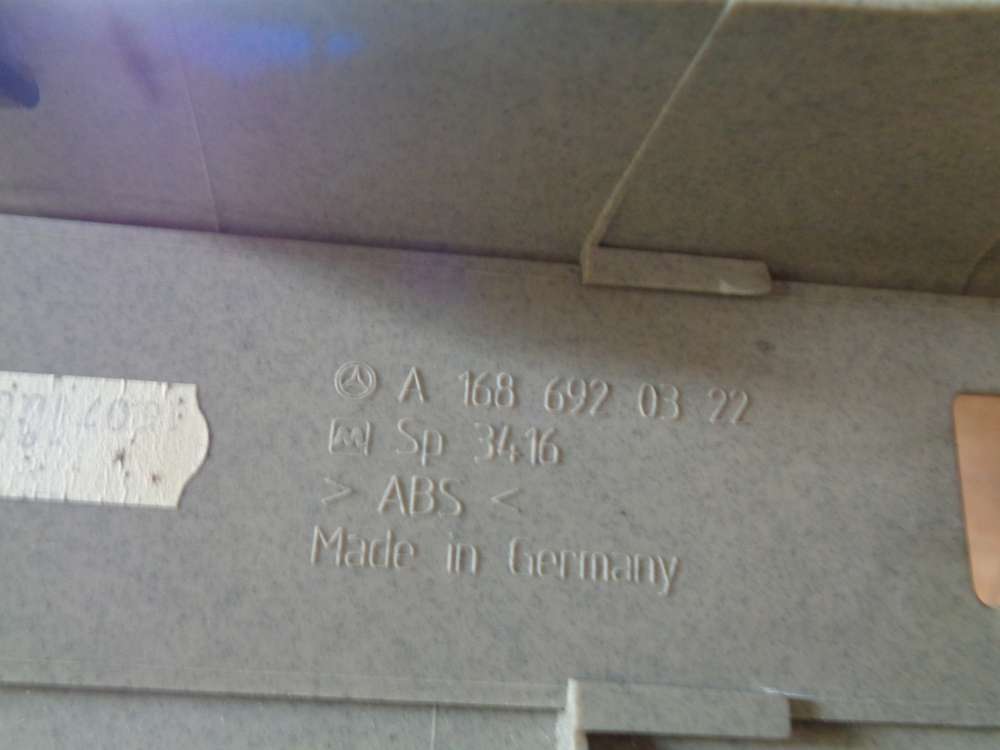 A 168 692 03 22
Sp 3416
> ABS <
Made in Germany